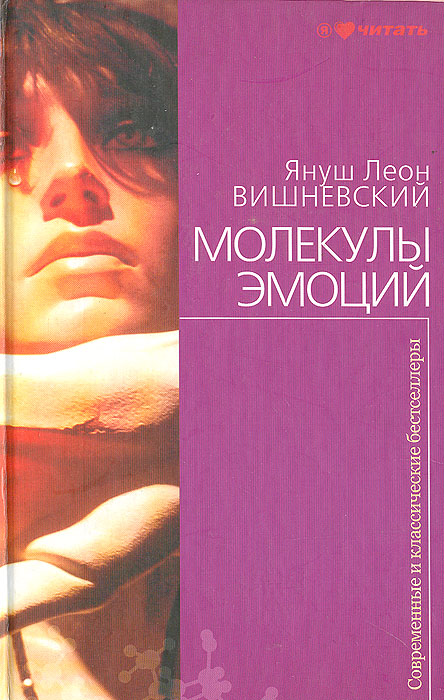 Я ❤ читать
Януш Леон
ВИШНЕВСКИЙ
МОЛЕКУЛЫ
ЭМОЦИЙ
Современные и классические бестселлеры